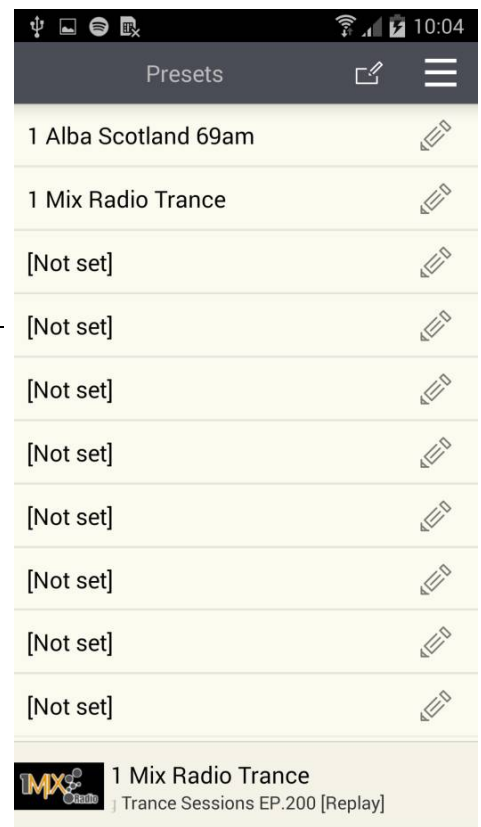 10:04
Presets
1 Alba Scotland 69am
1 Mix Radio Trance
[Not set]
[Not set]
[Not set]
[Not set]
[Not set]
[Not set]
[Not set]
[Not set]
1MX Radio
1 Mix Radio Trance
Trance Sessions EP.200 [Replay]